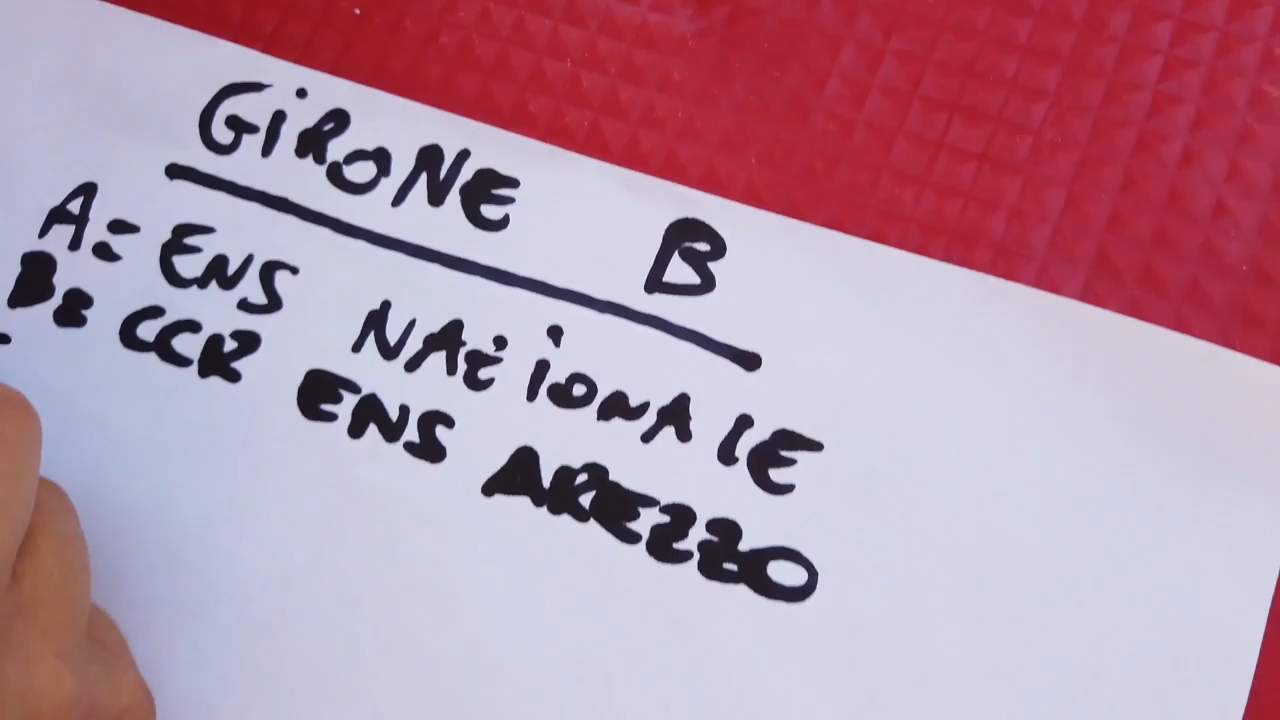 GIRONE B
A= ENS NAZIONALE
B= CCR ENS AREZZO